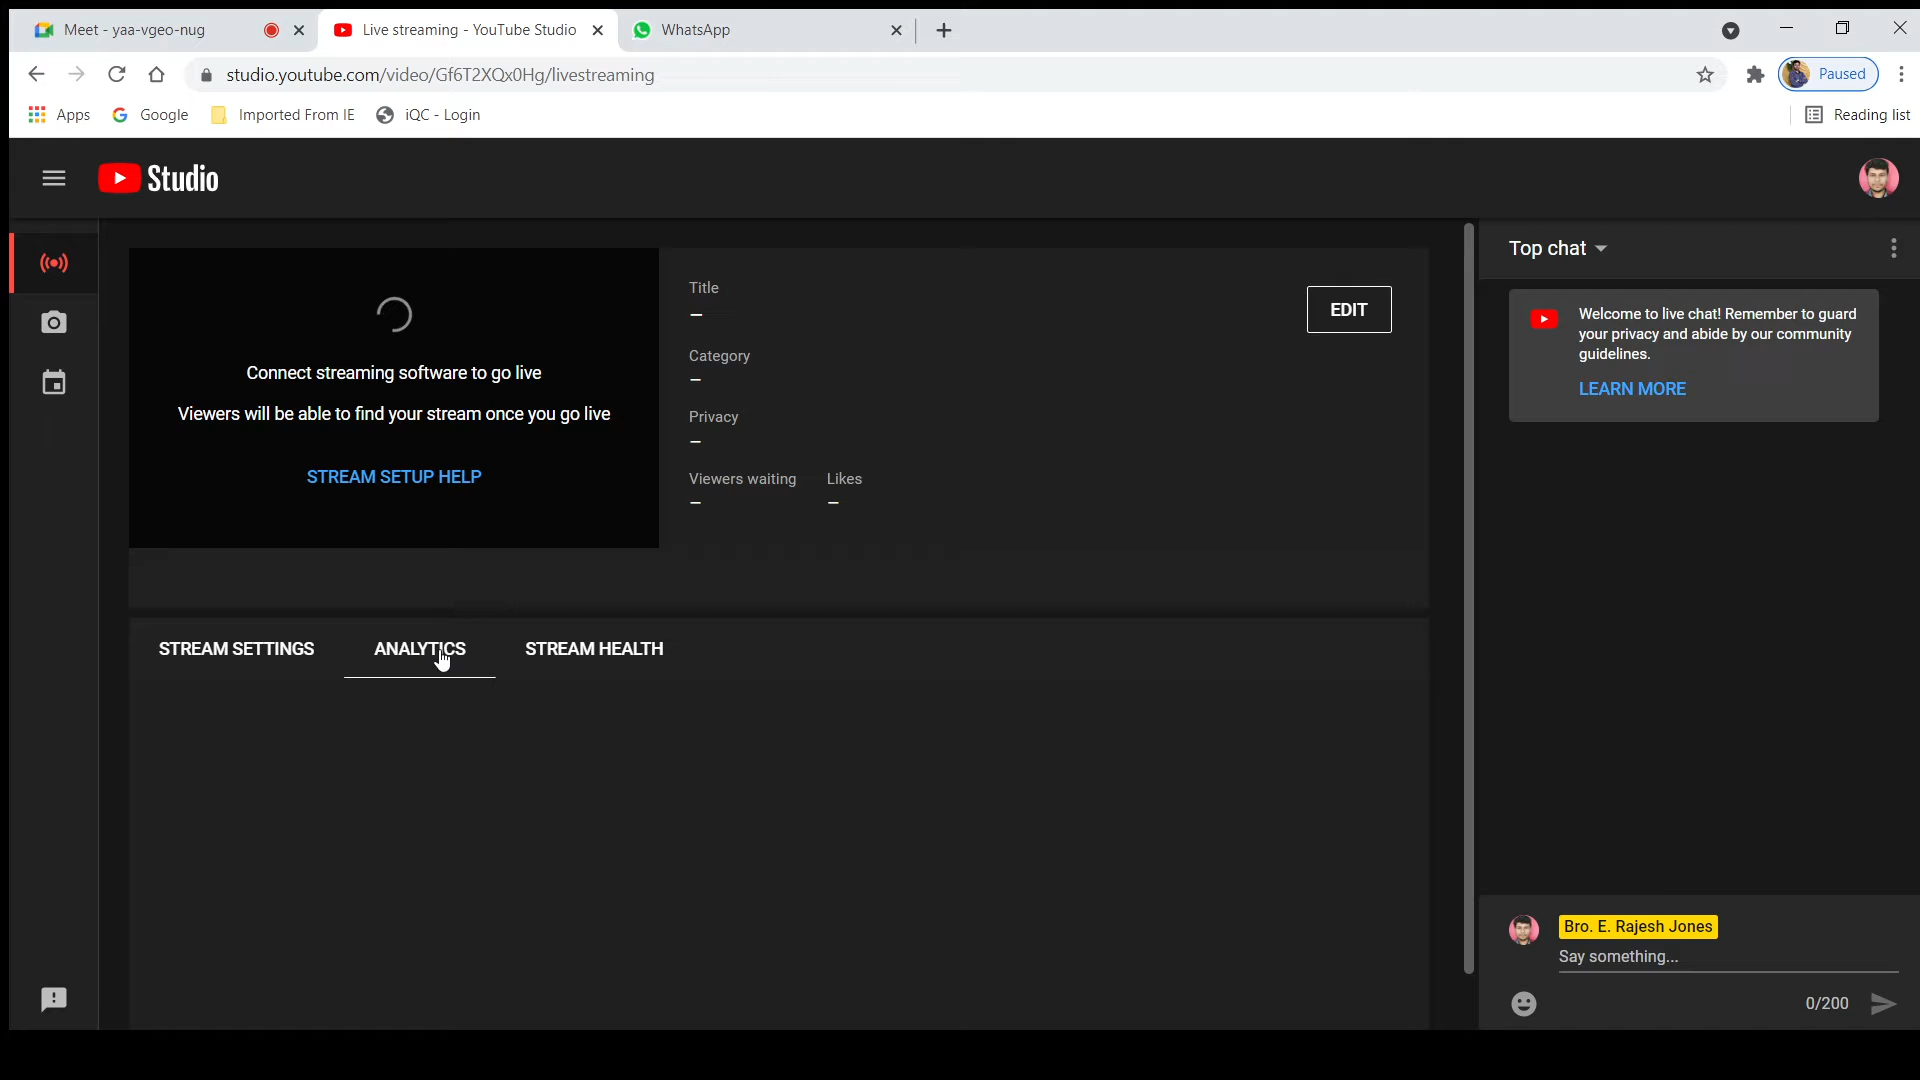 Meet - yaa-vgeo-nug
Live streaming - YouTube Studio
WhatsApp
studio.youtube.com/video/Gf6T2XQx0Hg/livestreaming
Paused
Apps
Google
Imported From IE
iQC - Login
Reading list
Studio
Connect streaming software to go live
Viewers will be able to find your stream once you go live
STREAM SETUP HELP
Title
–
EDIT
Category
–
Privacy
–
Viewers waiting Likes
– –
STREAM SETTINGS ANALYTICS STREAM HEALTH
Top chat
Welcome to live chat! Remember to guard
your privacy and abide by our community
guidelines.
LEARN MORE
Bro. E. Rajesh Jones
Say something...
0/200